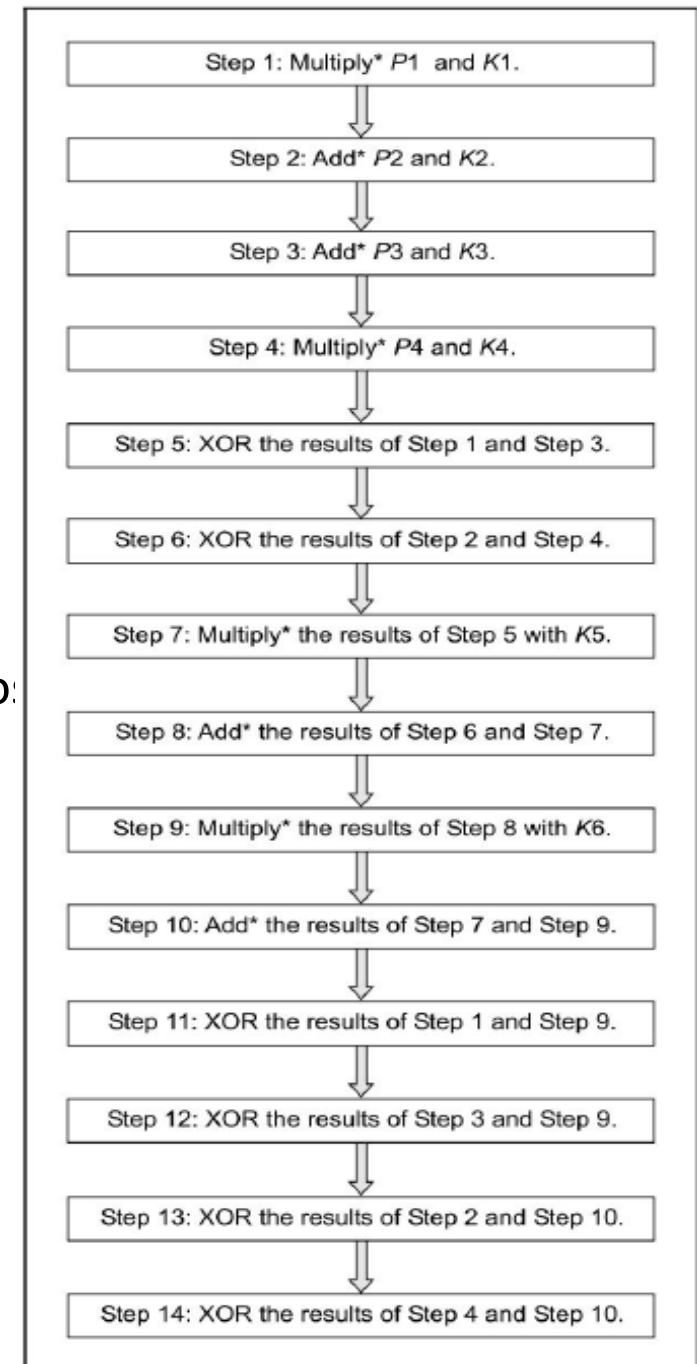 Step 1: Multiply* P1 and K1.
Step 2: Add* P2 and K2.
Step 3: Add* P3 and K3.
Step 4: Multiply* P4 and K4.
Step 5: XOR the results of Step 1 and Step 3.
Step 6: XOR the results of Step 2 and Step 4.
Step 7: Multiply* the results of Step 5 with K5.
Step 8: Add* the results of Step 6 and Step 7.
Step 9: Multiply* the results of Step 8 with K6.
Step 10: Add* the results of Step 7 and Step 9.
Step 11: XOR the results of Step 1 and Step 9.
Step 12: XOR the results of Step 3 and Step 9.
Step 13: XOR the results of Step 2 and Step 10.
Step 14: XOR the results of Step 4 and Step 10.